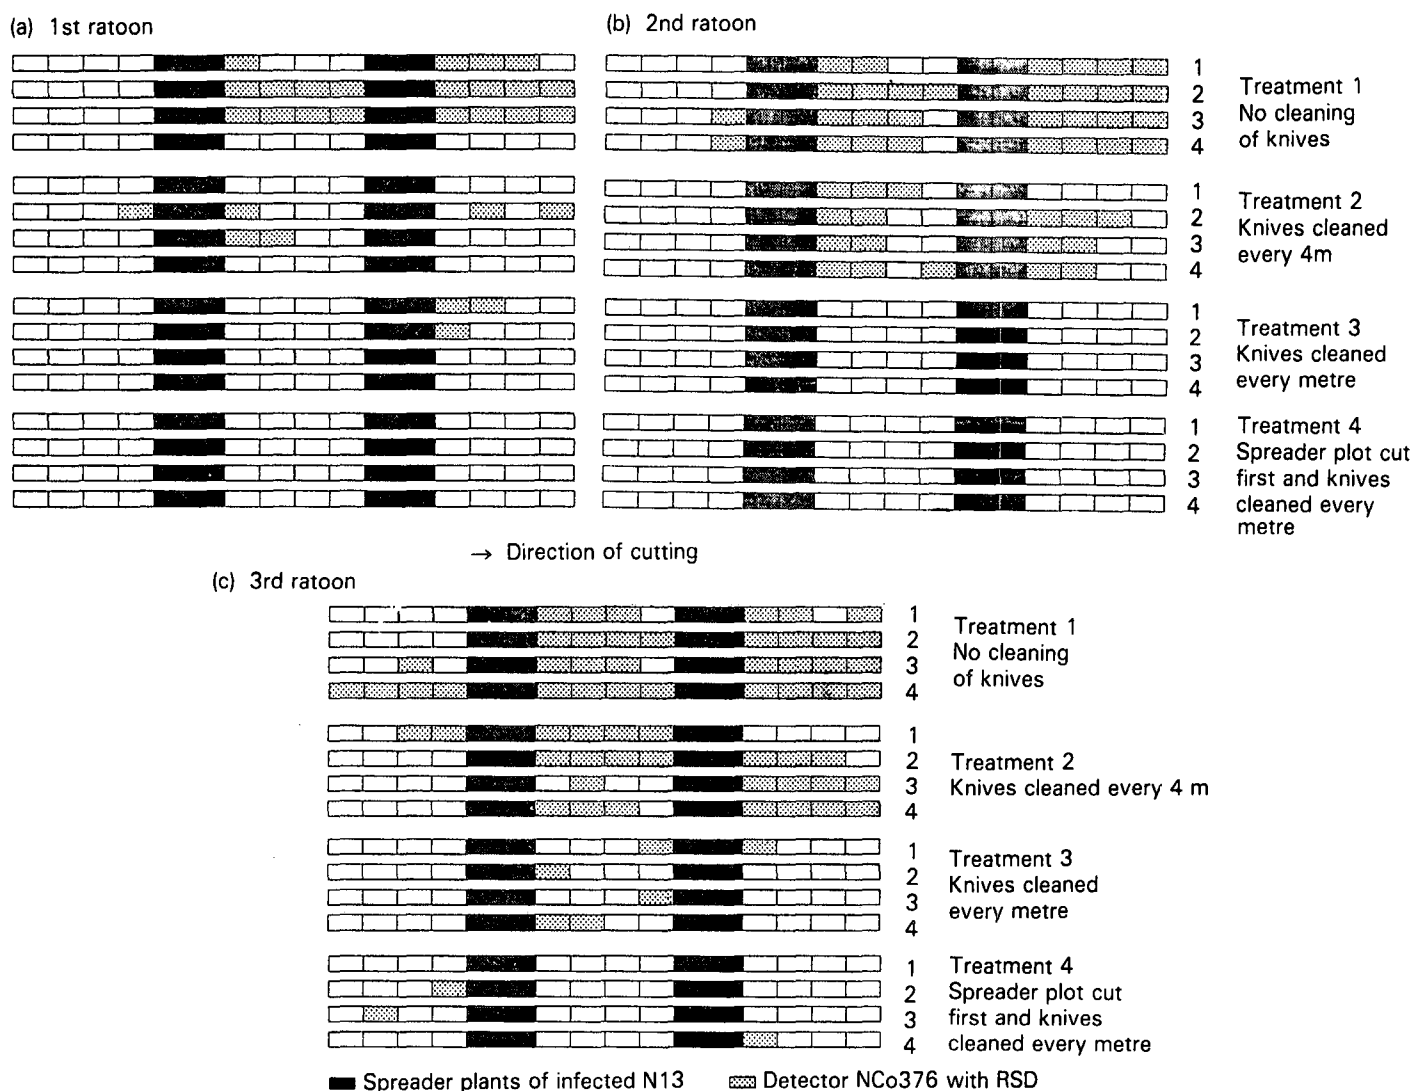 (a) 1st ratoon
(b) 2nd ratoon
1
2
3
4
Treatment 1
No cleaning
of knives
1
2
3
4
Treatment 2
Knives cleaned
every 4m
1
2
3
4
Treatment 3
Knives cleaned
every metre
1
2
3
4
Treatment 4
Spreader plot cut
first and knives
cleaned every
metre
→ Direction of cutting
(c) 3rd ratoon
1
2
3
4
Treatment 1
No cleaning
of knives
1
2
3
4
Treatment 2
Knives cleaned every 4 m
1
2
3
4
Treatment 3
Knives cleaned
every metre
1
2
3
4
Treatment 4
Spreader plot cut
first and knives
cleaned every metre
Spreader plants of infected N13
Detector NCo376 with RSD